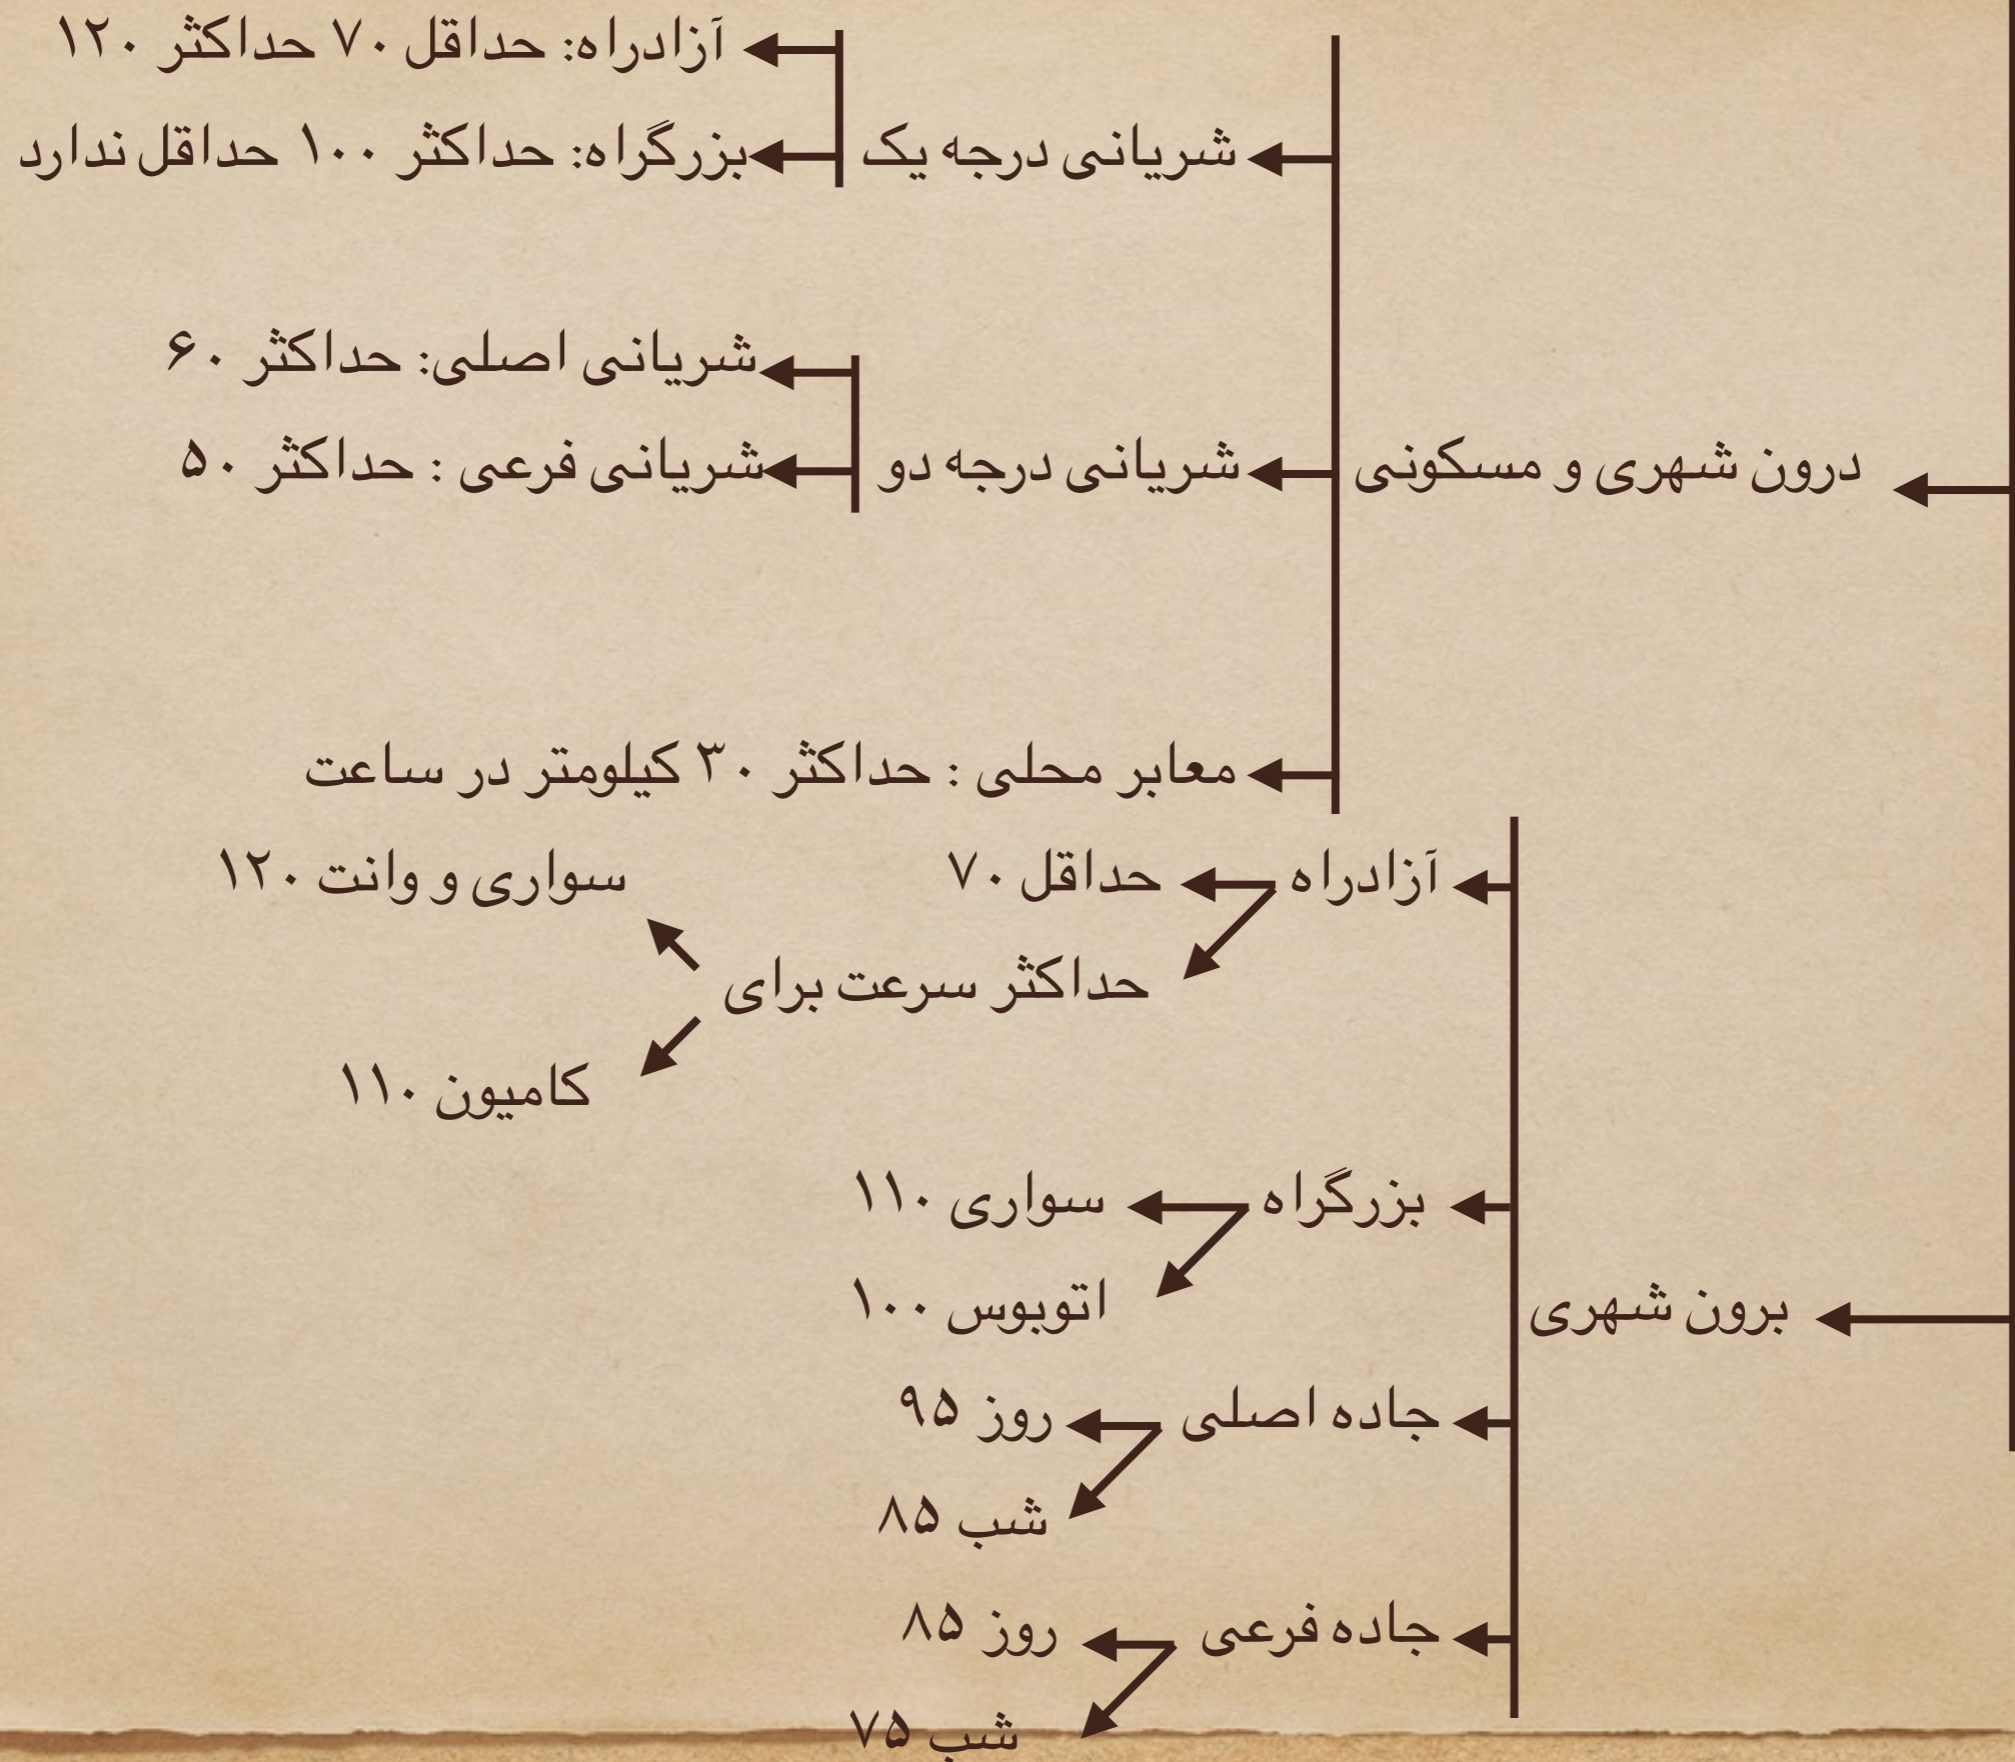 آزادراه: حداقل ۷۰ حداکثر ۱۲۰
شریانی درجه یک
بزرگراه: حداکثر ۱۰۰ حداقل ندارد
شریانی اصلی: حداکثر ۶۰
درون شهری و مسکونی
شریانی درجه دو
شریانی فرعی : حداکثر ۵۰
معابر محلی : حداکثر ۳۰ کیلومتر در ساعت
آزادراه
حداقل ۷۰
سواری و وانت ۱۲۰
حداکثر سرعت برای
کامیون ۱۱۰
بزرگراه
سواری ۱۱۰
اتوبوس ۱۰۰
برون شهری
جاده اصلی
روز ۹۵
شب ۸۵
جاده فرعی
روز ۸۵
شب ۷۵